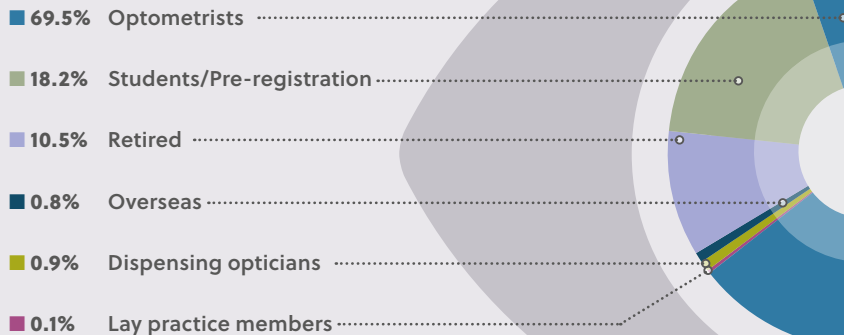 69.5% Optometrists
18.2% Students/Pre-registration
10.5% Retired
0.8% Overseas
0.9% Dispensing opticians
0.1% Lay practice members